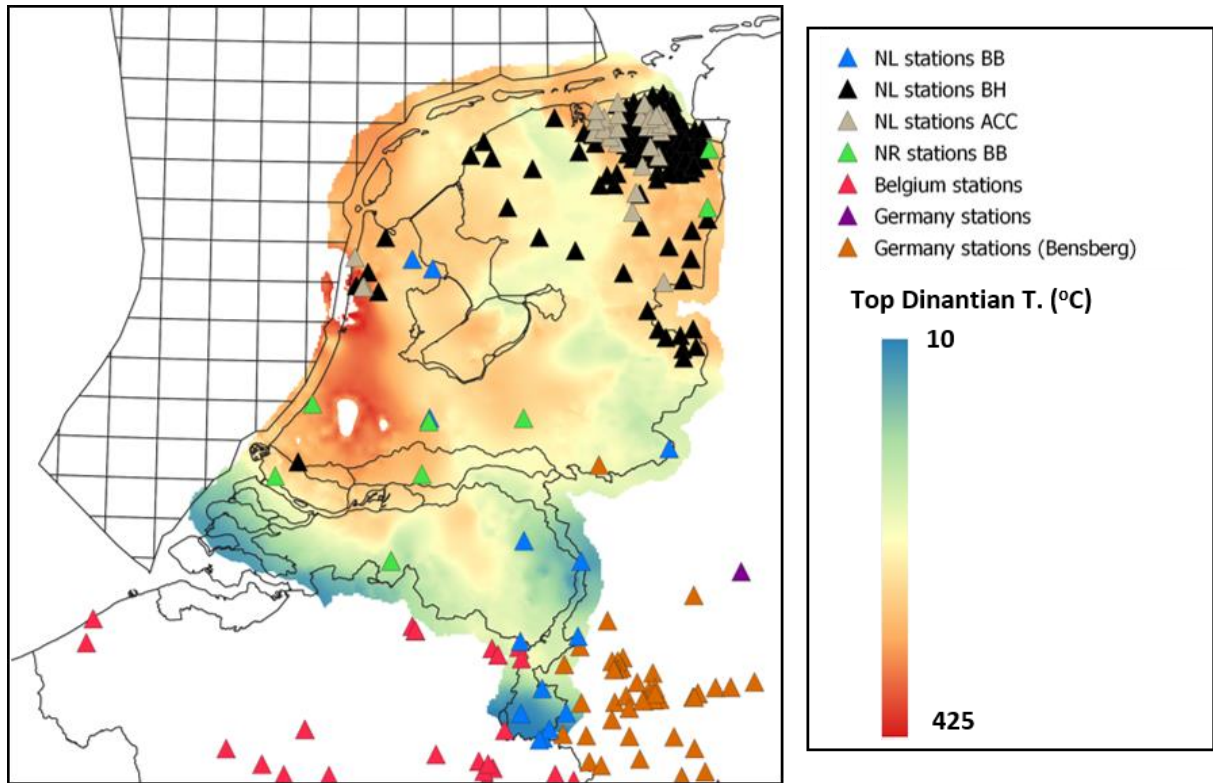 NL stations BB
NL stations BH
NL stations ACC
NR stations BB
Belgium stations
Germany stations
Germany stations (Bensberg)
Top Dinantian T. (ºC)
10
425